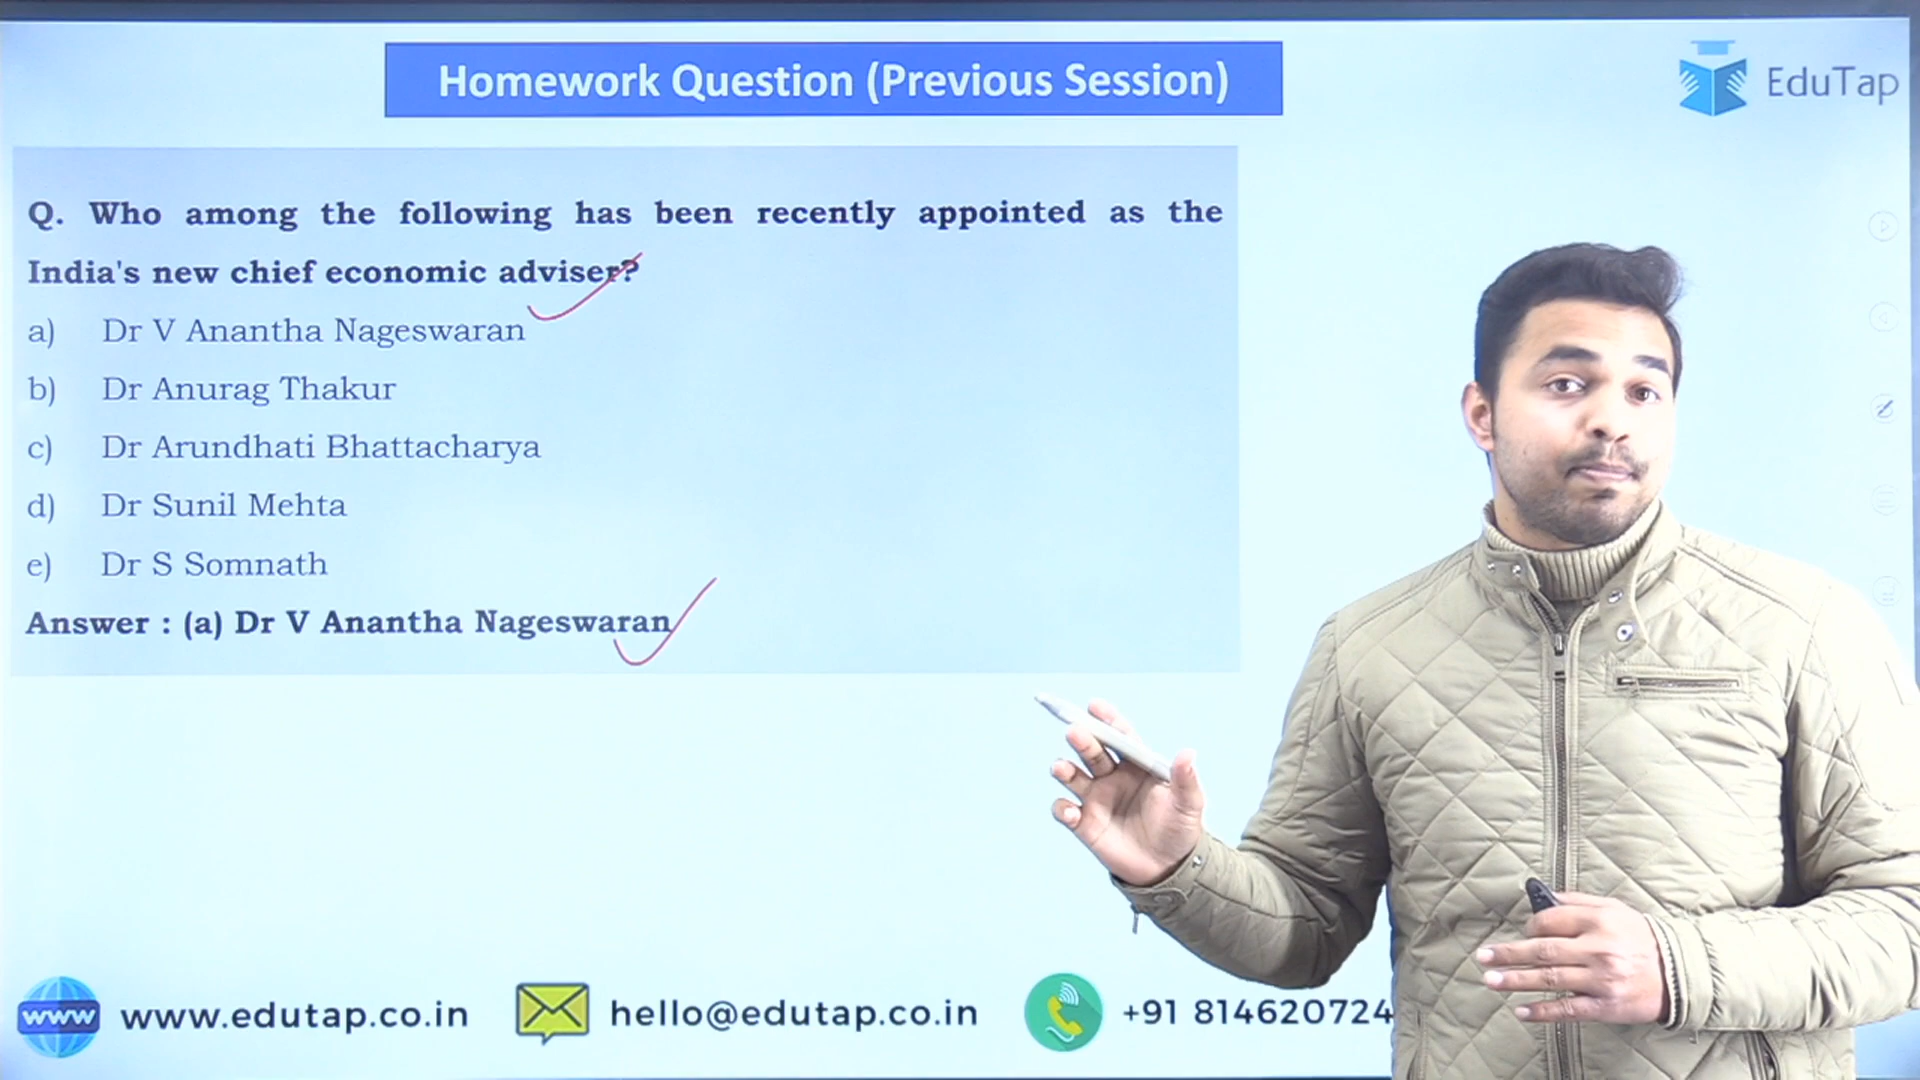 Homework Question (Previous Session)
EduTap
Q. Who among the following has been recently appointed as the
India's new chief economic adviser?
a) Dr V Anantha Nageswaran
b) Dr Anurag Thakur
c) Dr Arundhati Bhattacharya
d) Dr Sunil Mehta
e) Dr S Somnath
Answer : (a) Dr V Anantha Nageswaran
www www.edutap.co.in hello@edutap.co.in +91 814620724